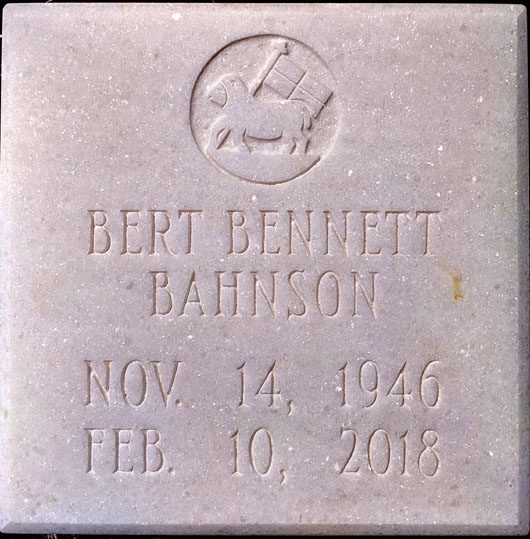 BERT BENNETT
BAHNSON
NOV. 14, 1946
FEB. 10, 2018